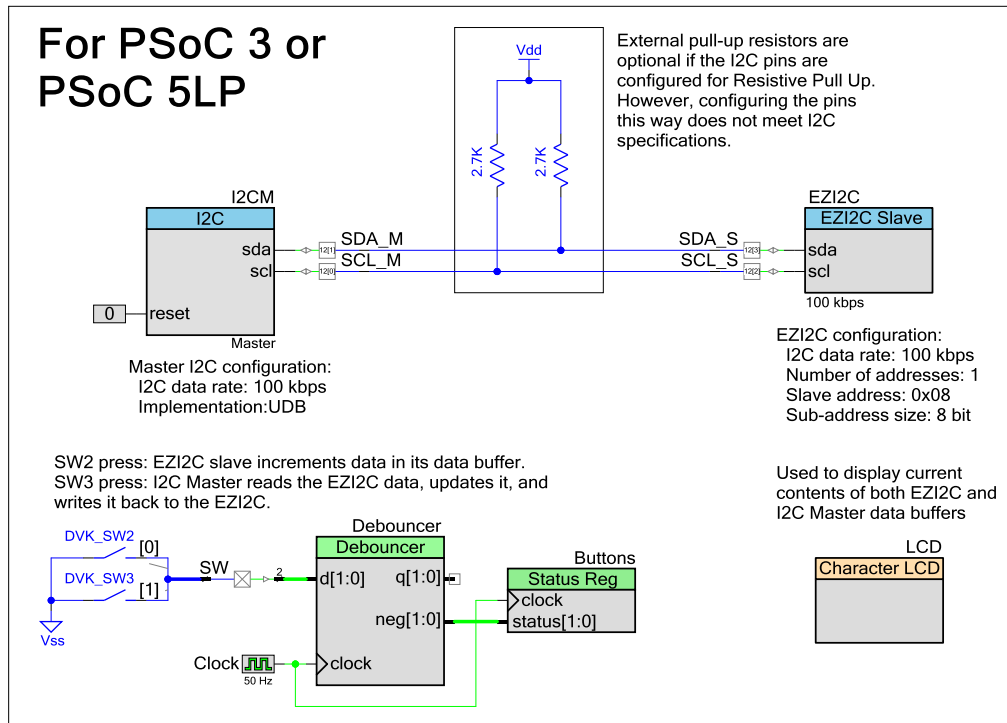 For PSoC 3 or
PSoC 5LP
Vdd
2.7K
2.7K
External pull-up resistors are
optional if the I2C pins are
configured for Resistive Pull Up.
However, configuring the pins
this way does not meet I2C
specifications.
I2CM
I2C
sda
scl
reset
0
Master
12[1]
12[0]
SDA_M
SCL_M
SDA_S
SCL_S
12[3]
12[2]
EZI2C
EZI2C Slave
sda
scl
100 kbps
Master I2C configuration:
I2C data rate: 100 kbps
Implementation:UDB
EZI2C configuration:
I2C data rate: 100 kbps
Number of addresses: 1
Slave address: 0x08
Sub-address size: 8 bit
SW2 press: EZI2C slave increments data in its data buffer.
SW3 press: I2C Master reads the EZI2C data, updates it, and
writes it back to the EZI2C.
Used to display current
contents of both EZI2C and
I2C Master data buffers
DVK_SW2
[0]
DVK_SW3
[1]
Vss
SW
2
Debouncer
Debouncer
d[1:0]
q[1:0]
neg[1:0]
clock
Clock
50 Hz
Buttons
Status Reg
clock
status[1:0]
LCD
Character LCD